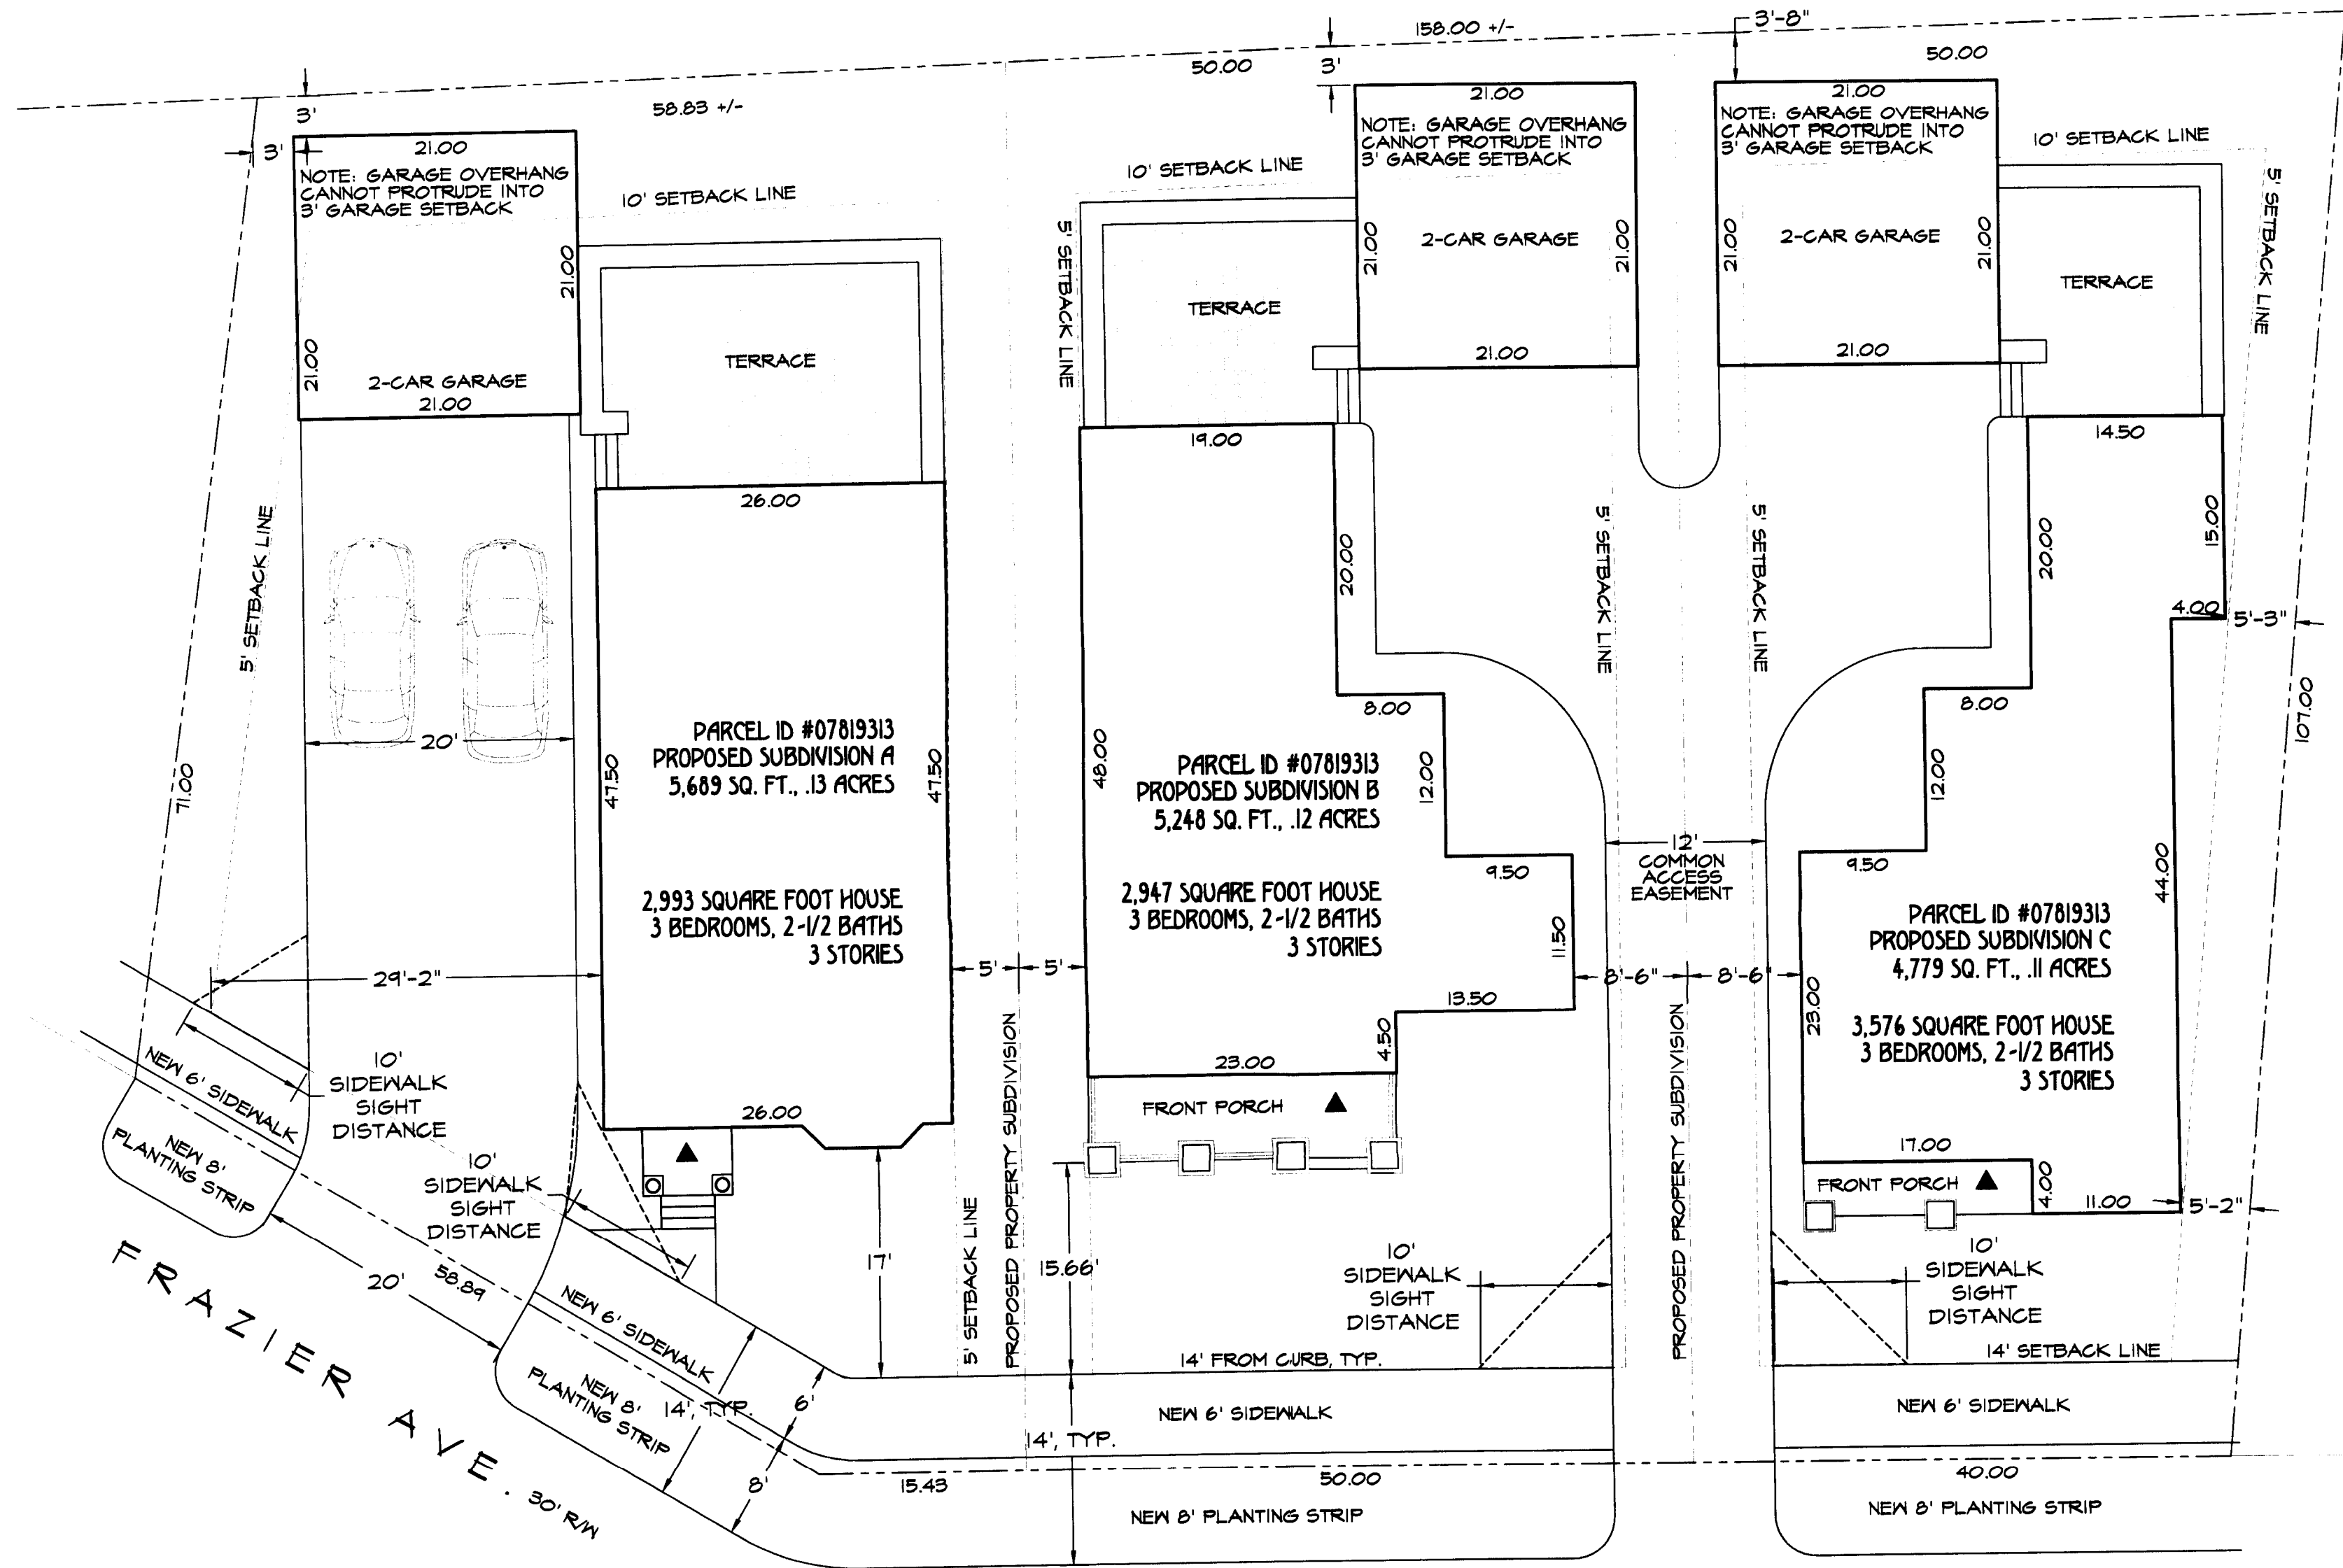 158.00 +/-
3'-8"
50.00
3'
50.00
3'
58.83 +/-
3'
21.00
NOTE: GARAGE OVERHANG
CANNOT PROTRUDE INTO
3' GARAGE SETBACK
21.00
21.00
2-CAR GARAGE
21.00
10' SETBACK LINE
TERRACE
26.00
5' SETBACK LINE
71.00
20'
47.50
47.50
PARCEL ID #07819313
PROPOSED SUBDIVISION A
5,689 SQ. FT., .13 ACRES
2,993 SQUARE FOOT HOUSE
3 BEDROOMS, 2-1/2 BATHS
3 STORIES
29'-2"
5'
5'
26.00
17'
10'
SIDEWALK
SIGHT
DISTANCE
10'
SIDEWALK
SIGHT
DISTANCE
NEW 6' SIDEWALK
NEW 8'
PLANTING STRIP
20'
58.89
NEW 6' SIDEWALK
NEW 8'
PLANTING STRIP
14', TYP.
6'
8'
FRAZIER AVE. 30' R/W
5' SETBACK LINE
PROPOSED PROPERTY SUBDIVISION
21.00
NOTE: GARAGE OVERHANG
CANNOT PROTRUDE INTO
3' GARAGE SETBACK
21.00
2-CAR GARAGE
21.00
21.00
10' SETBACK LINE
5' SETBACK LINE
TERRACE
19.00
20.00
8.00
48.00
12.00
PARCEL ID #07819313
PROPOSED SUBDIVISION B
5,248 SQ. FT., .12 ACRES
9.50
2,947 SQUARE FOOT HOUSE
3 BEDROOMS, 2-1/2 BATHS
3 STORIES
11.50
13.50
4.50
23.00
FRONT PORCH
15.66'
10'
SIDEWALK
SIGHT
DISTANCE
14' FROM CURB, TYP.
NEW 6' SIDEWALK
14', TYP.
15.43
50.00
NEW 8' PLANTING STRIP
5' SETBACK LINE
5' SETBACK LINE
12'
COMMON
ACCESS
EASEMENT
8'-6"
8'-6"
PROPOSED PROPERTY SUBDIVISION
21.00
NOTE: GARAGE OVERHANG
CANNOT PROTRUDE INTO
3' GARAGE SETBACK
21.00
2-CAR GARAGE
21.00
21.00
10' SETBACK LINE
5' SETBACK LINE
TERRACE
14.50
15.00
20.00
4.00
5'-3"
107.00
8.00
12.00
9.50
44.00
PARCEL ID #07819313
PROPOSED SUBDIVISION C
4,779 SQ. FT., .11 ACRES
23.00
3,576 SQUARE FOOT HOUSE
3 BEDROOMS, 2-1/2 BATHS
3 STORIES
17.00
FRONT PORCH
4.00
11.00
5'-2"
10'
SIDEWALK
SIGHT
DISTANCE
14' SETBACK LINE
NEW 6' SIDEWALK
40.00
NEW 8' PLANTING STRIP